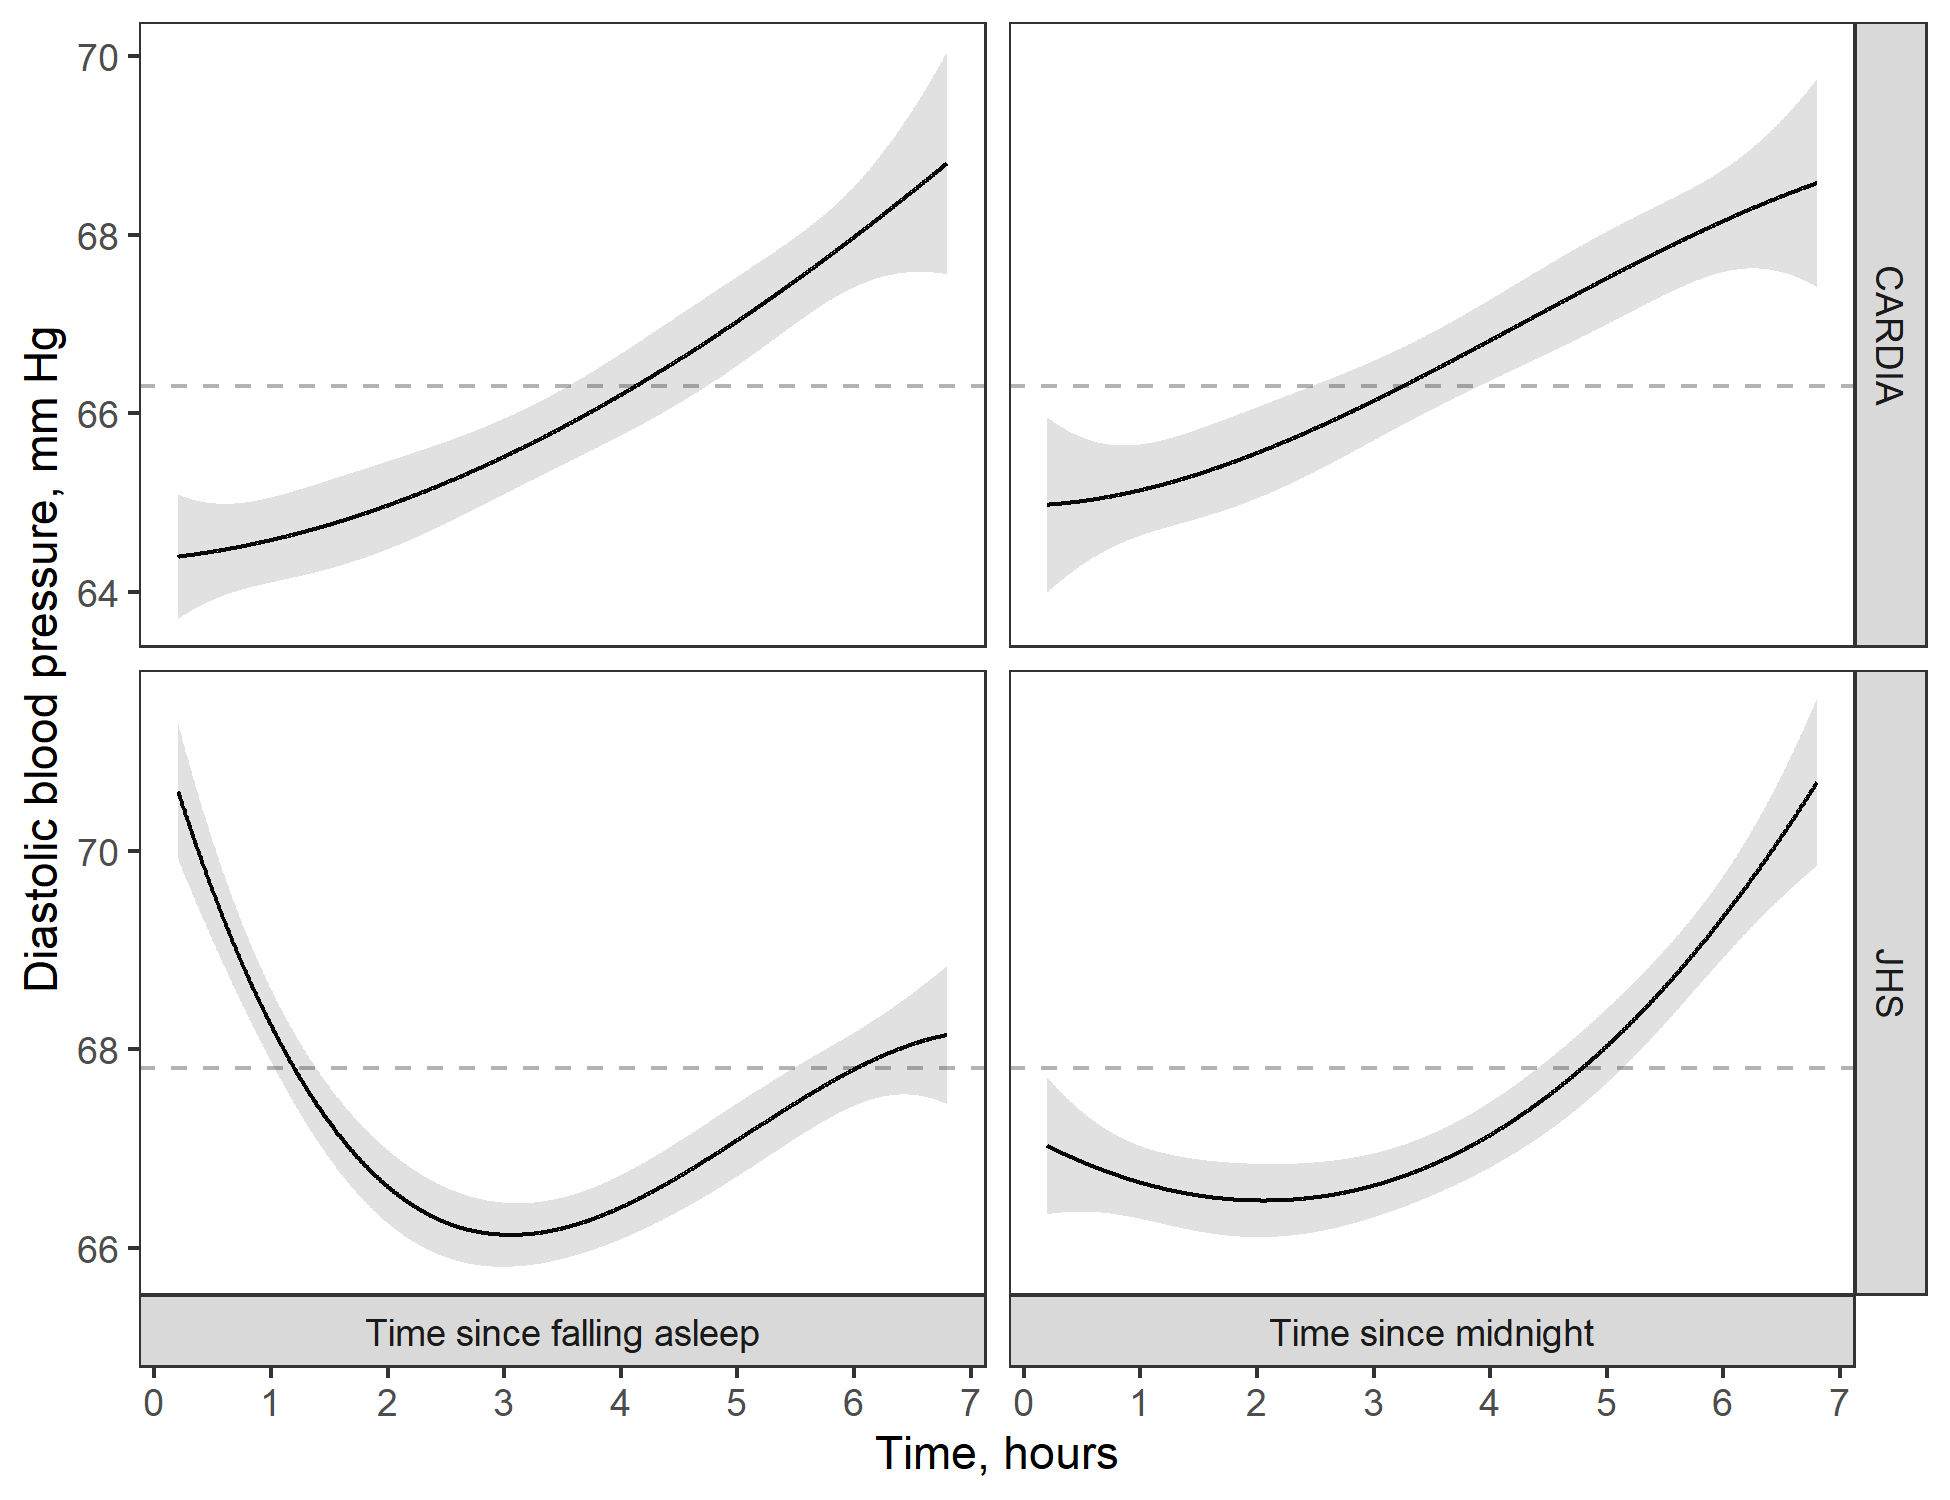 Diastolic blood pressure, mm Hg
70
68
66
64
CARDIA
70
68
66
JHS
Time since falling asleep
Time since midnight
0 1 2 3 4 5 6 7
0 1 2 3 4 5 6 7
Time, hours